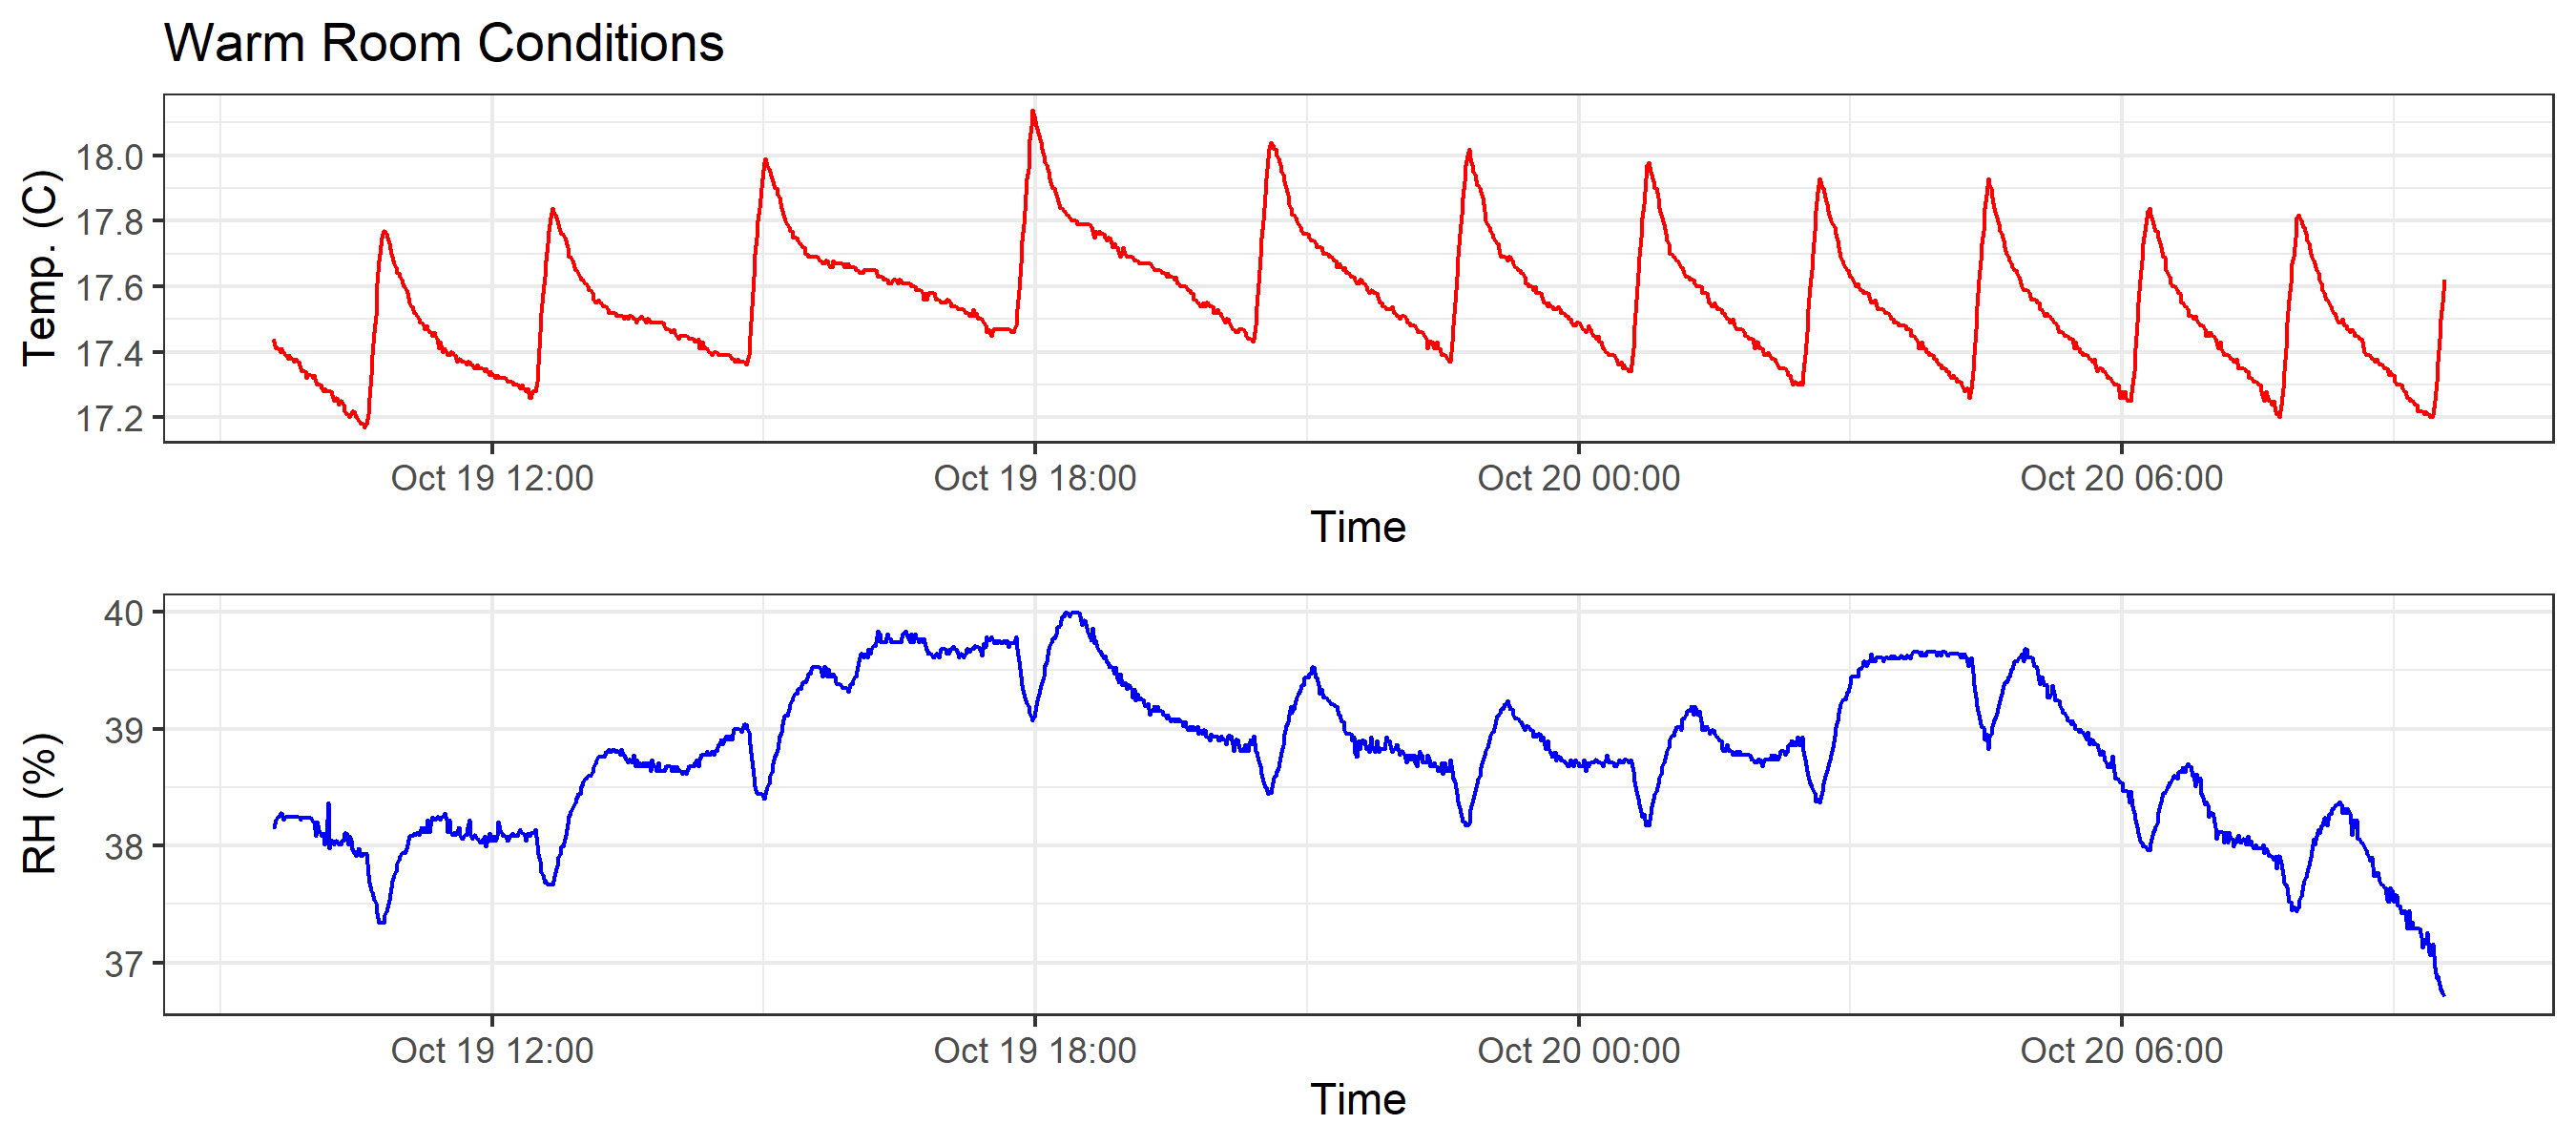 Warm Room Conditions
Temp. (C)
18.0
17.8
17.6
17.4
17.2
Oct 19 12:00 Oct 19 18:00 Oct 20 00:00 Oct 20 06:00
Time
RH (%)
40
39
38
37
Oct 19 12:00 Oct 19 18:00 Oct 20 00:00 Oct 20 06:00
Time